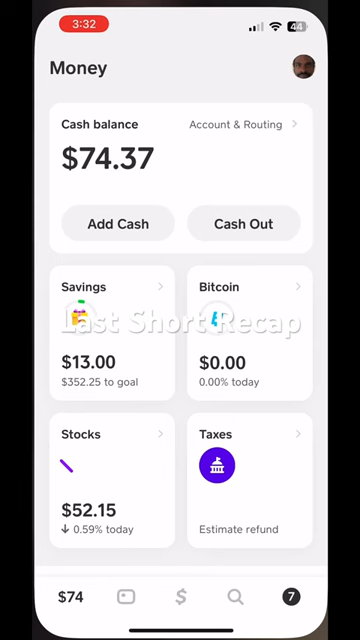 3:32
44
Money
Cash balance
Account & Routing
$74.37
Add Cash
Cash Out
Savings
Bitcoin
Last Short Recap
$13.00
$0.00
$352.25 to goal
0.00% today
Stocks
Taxes
$52.15
0.59% today
Estimate refund
$74
$
7